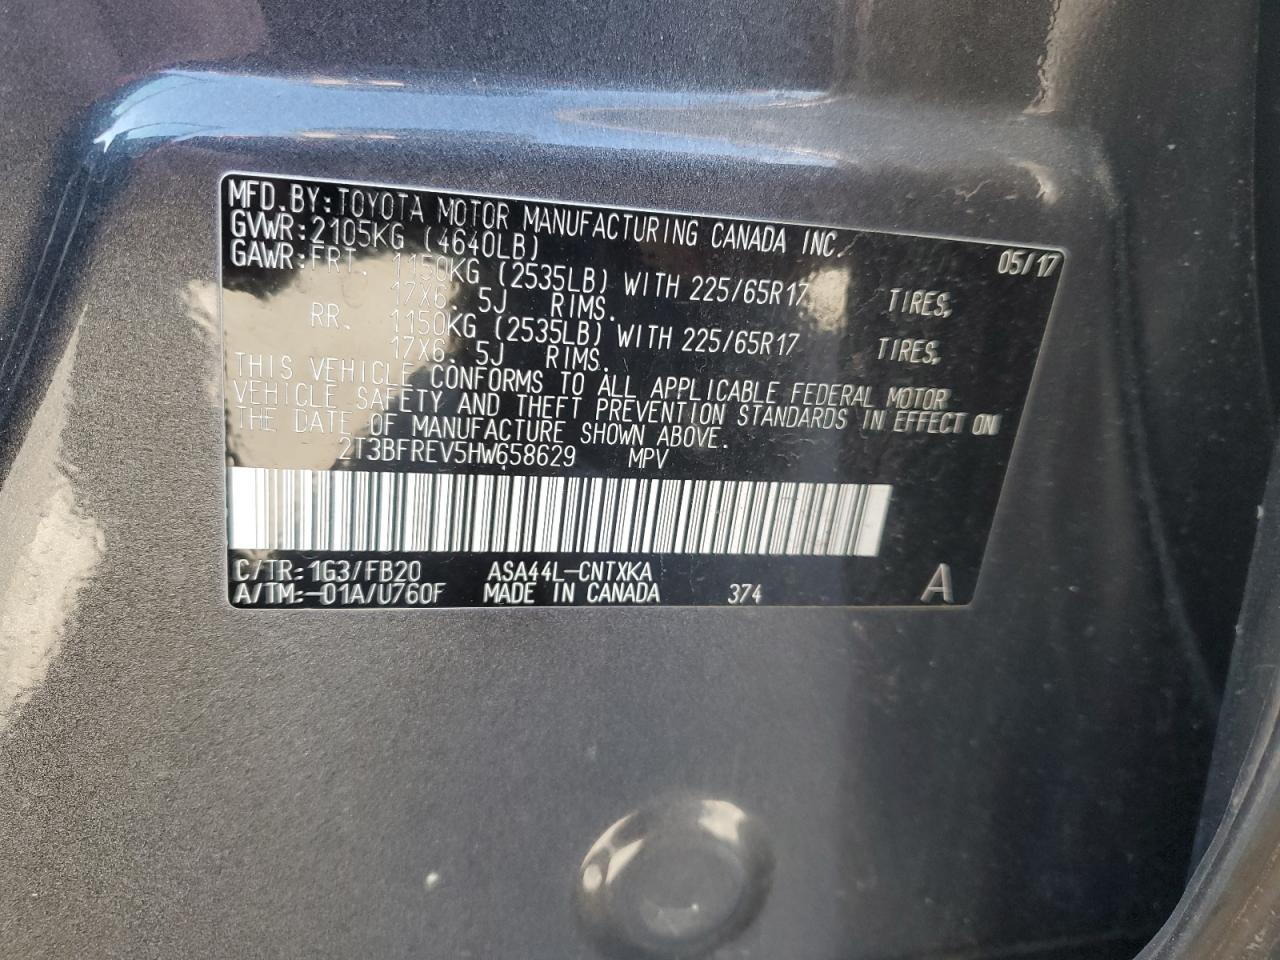 MFD.BY:TOYOTA MOTOR MANUFACTURING CANADA INC. 05/17
GVWR:2105KG (4640LB)
GAWR:FRT. 1150KG (2535LB) WITH 225/65R17 TIRES,
17X6. 5J RIMS.
RR. 1150KG (2535LB) WITH 225/65R17 TIRES,
17X6. 5J RIMS.
THIS VEHICLE CONFORMS TO ALL APPLICABLE FEDERAL MOTOR
VEHICLE SAFETY AND THEFT PREVENTION STANDARDS IN EFFECT ON
THE DATE OF MANUFACTURE SHOWN ABOVE.
2T3BFREV5HW658629 MPV
C/TR:1G3/FB20 ASA44L-CNTXKA
A/TM:-01A/U760F MADE IN CANADA 374 A